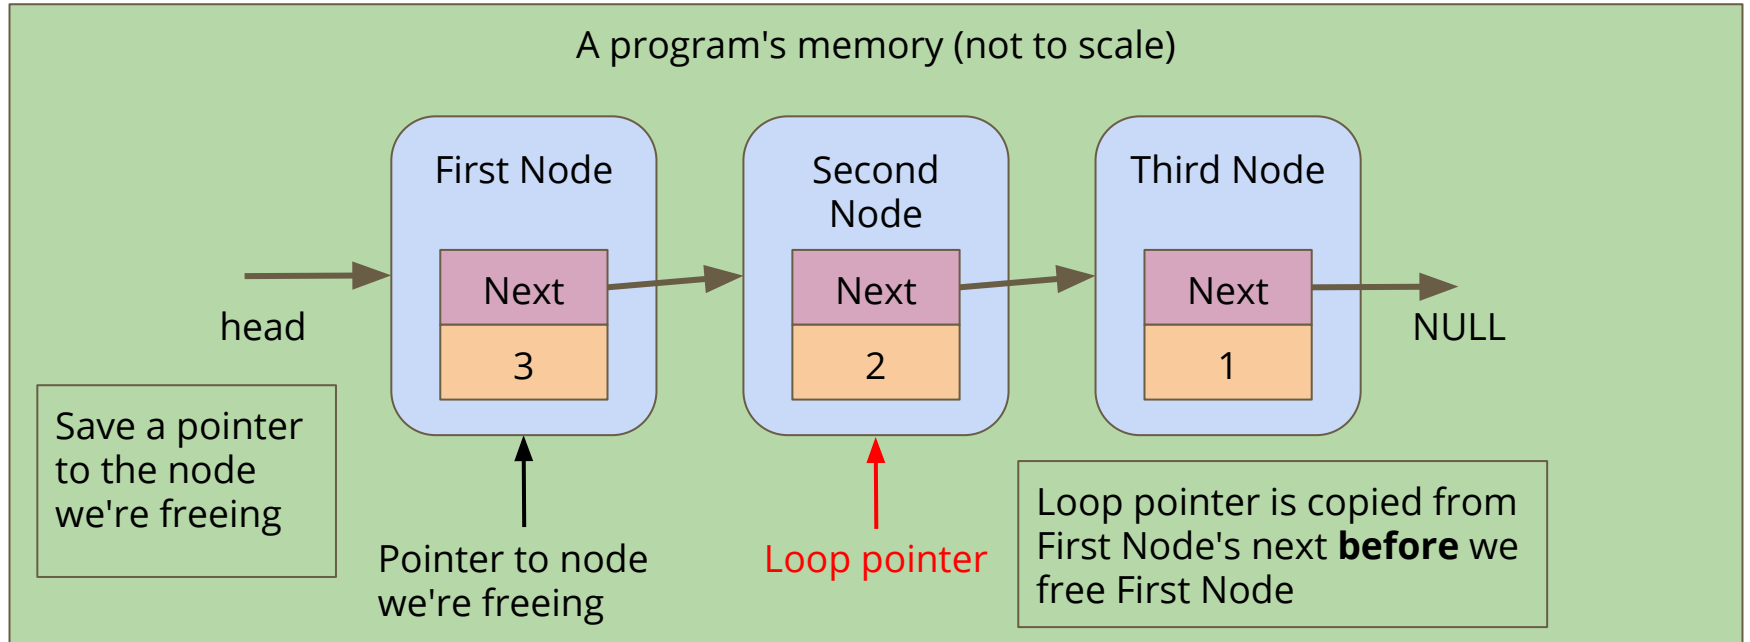 A program's memory (not to scale)
First Node
Second
Node
Third Node
Next
Next
Next
head
NULL
3
2
1
Save a pointer
to the node
we're freeing
Pointer to node
we're freeing
Loop pointer
Loop pointer is copied from
First Node's next before we
free First Node